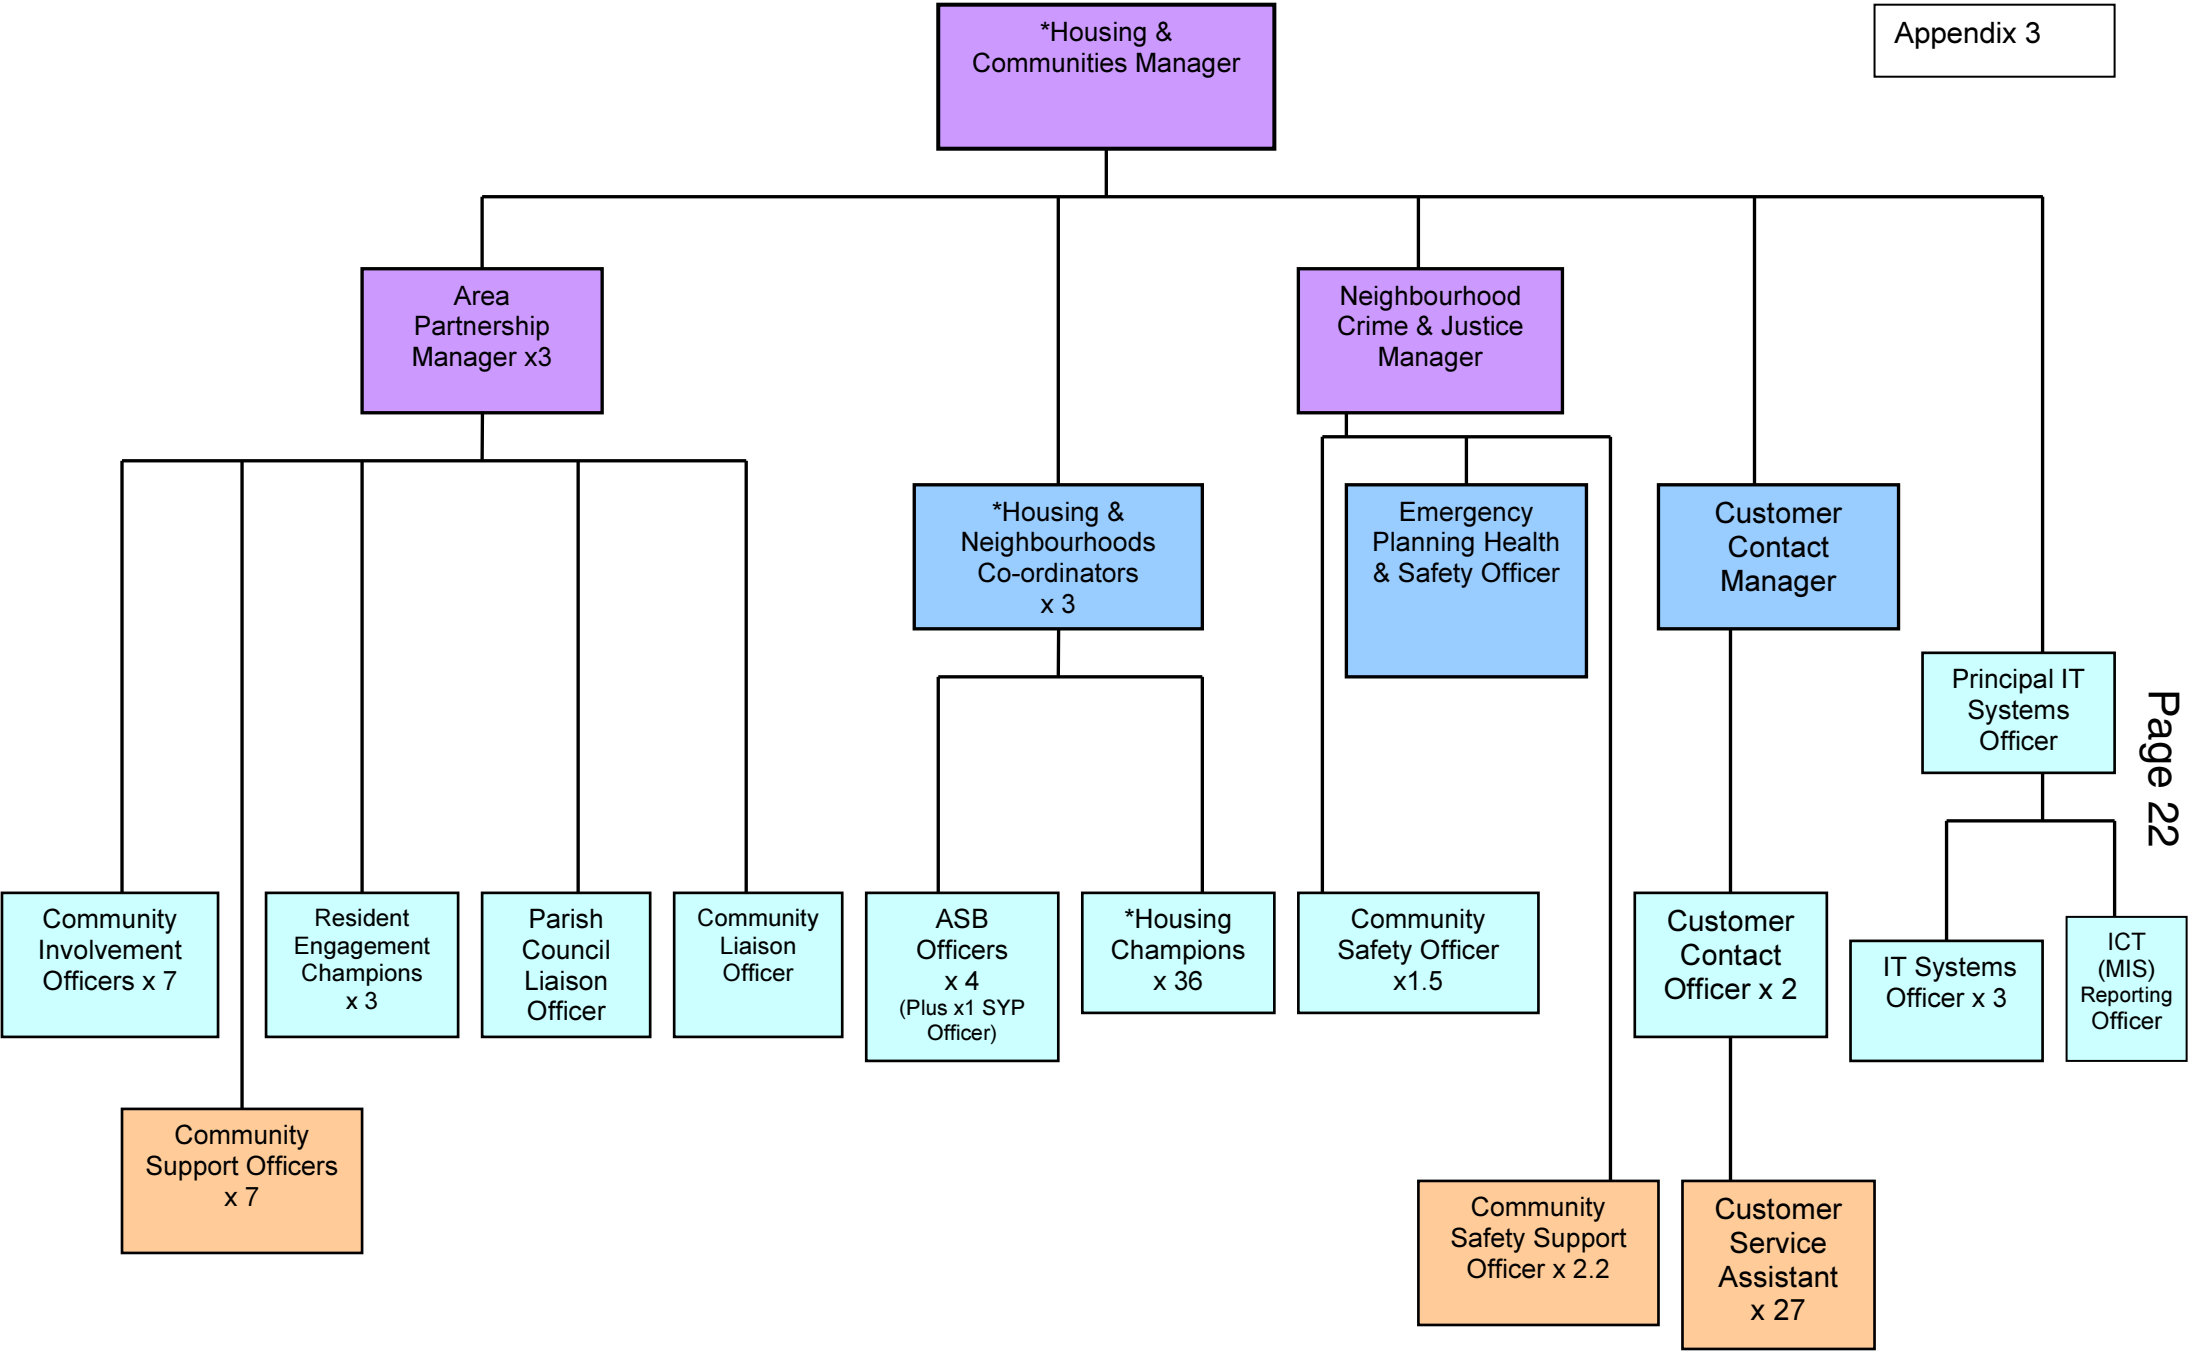 *Housing &
Communities Manager
Appendix 3
Area
Partnership
Manager x3
Neighbourhood
Crime & Justice
Manager
*Housing &
Neighbourhoods
Co-ordinators
x 3
Emergency
Planning Health
& Safety Officer
Customer
Contact
Manager
Principal IT
Systems
Officer
Page 22
Community
Involvement
Officers x 7
Resident
Engagement
Champions
x 3
Parish
Council
Liaison
Officer
Community
Liaison
Officer
ASB
Officers
x 4
(Plus x1 SYP
Officer)
*Housing
Champions
x 36
Community
Safety Officer
x1.5
Customer
Contact
Officer x 2
IT Systems
Officer x 3
ICT
(MIS)
Reporting
Officer
Community
Support Officers
x 7
Community
Safety Support
Officer x 2.2
Customer
Service
Assistant
x 27